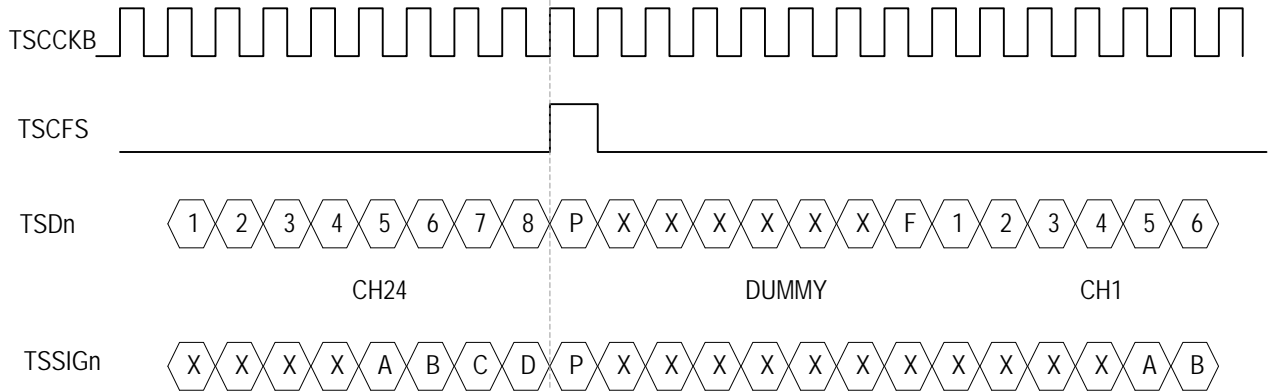 TSCCKB
TSCFS
TSDn 1 2 3 4 5 6 7 8 P X X X X X X F 1 2 3 4 5 6
CH24 DUMMY CH1
TSSIGn X X X X A B C D P X X X X X X X X X X X A B